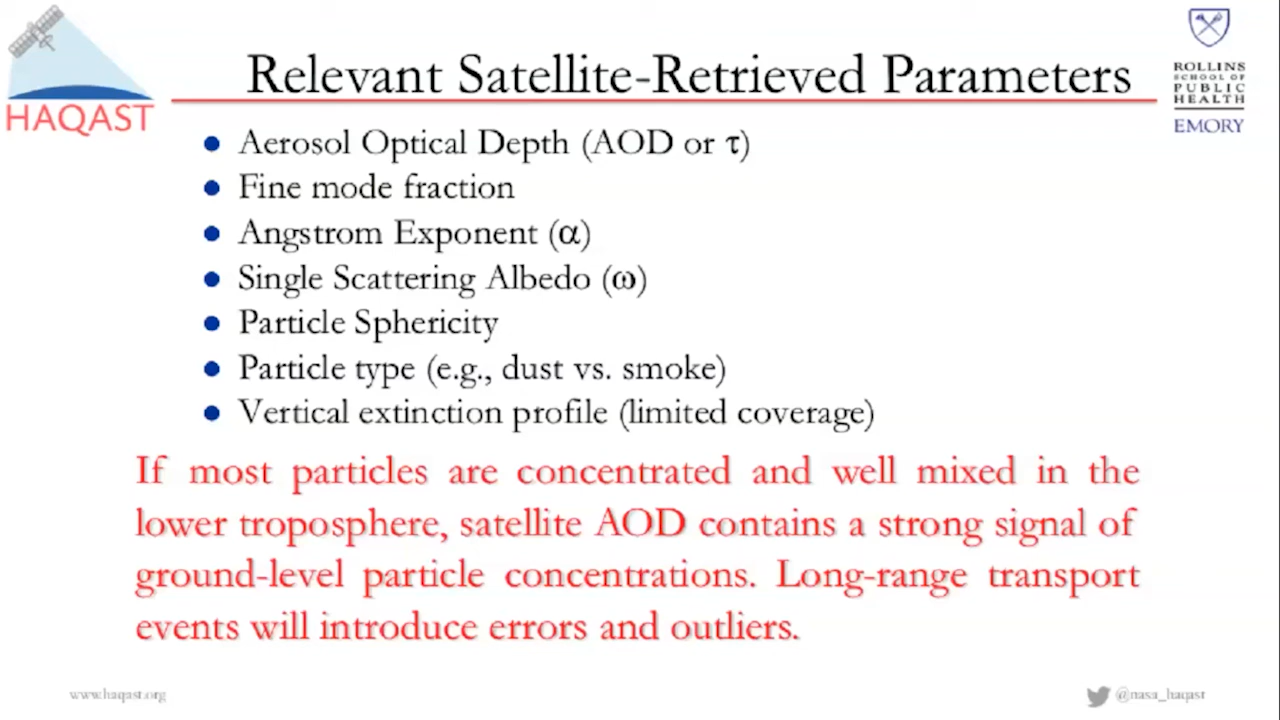 HAQAST
Relevant Satellite-Retrieved Parameters
ROLLINS
SCHOOL OF
PUBLIC
HEALTH
EMORY
Aerosol Optical Depth (AOD or τ)
Fine mode fraction
Angstrom Exponent (α)
Single Scattering Albedo (ω)
Particle Sphericity
Particle type (e.g., dust vs. smoke)
Vertical extinction profile (limited coverage)
If most particles are concentrated and well mixed in the
lower troposphere, satellite AOD contains a strong signal of
ground-level particle concentrations. Long-range transport
events will introduce errors and outliers.
www.haqast.org
@nasa_haqast